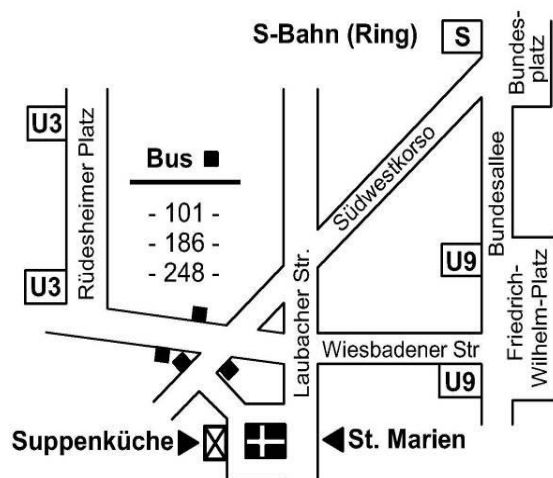 S-Bahn (Ring)
S
Bundes-
platz
U3
Rüdesheimer Platz
Bus
- 101 -
- 186 -
- 248 -
Südwestkorso
Bundesallee
U3
Laubacher Str.
U9
Friedrich-
Wilhelm-Platz
Wiesbadener Str
U9
Suppenküche
St. Marien